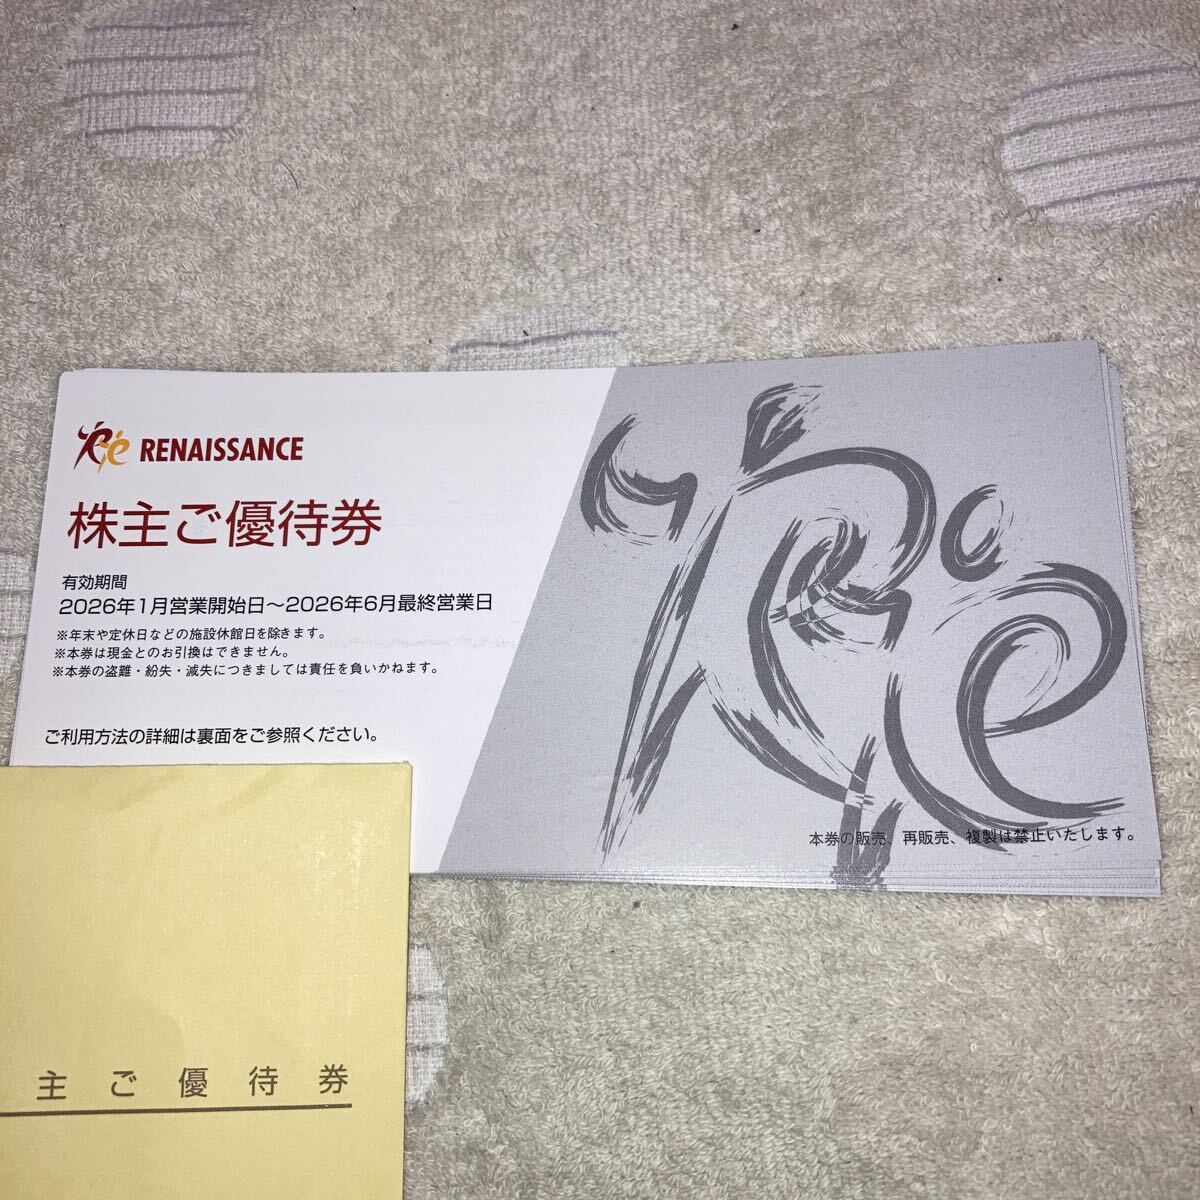 RENAISSANCE
株主ご優待券
有効期間
2026年1月営業開始日～2026年6月最終営業日
※年末や定休日などの施設休館日を除きます。
※本券は現金とのお引換はできません。
※本券の盗難・紛失・滅失につきましては責任を負いかねます。
ご利用方法の詳細は裏面をご参照ください。
本券の販売、再販売、複製は禁止いたします。
主ご優待券